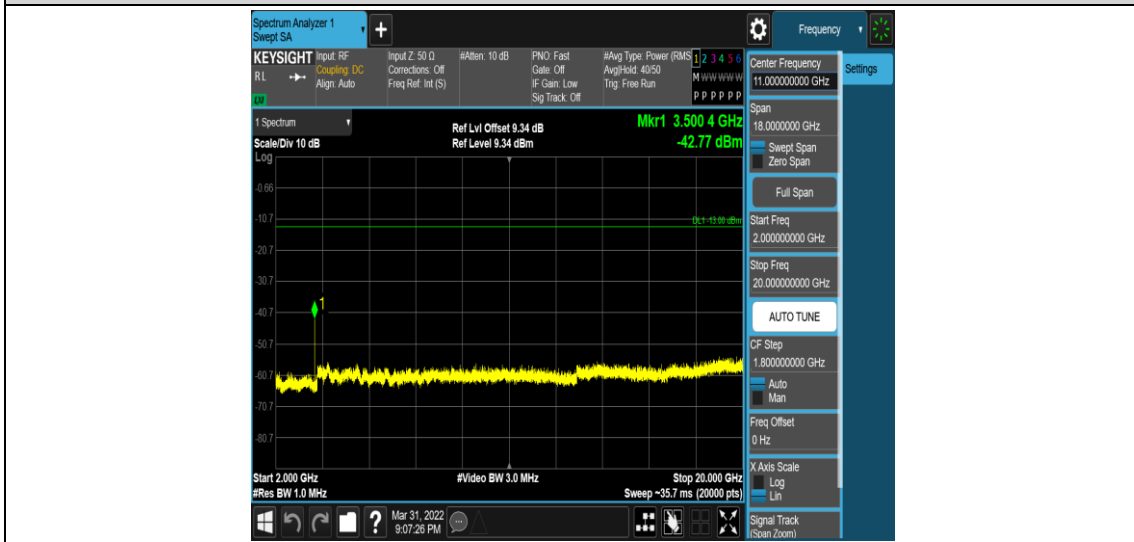 Spectrum Analyzer 1
Swept SA
+
Frequency
KEYSIGHT
RL
Input: RF
Coupling: DC
Align: Auto
Input Z: 50 Ω
Corrections: Off
Freq Ref: Int (S)
#Atten: 10 dB
PNO: Fast
Gate: Off
IF Gain: Low
Sig Track: Off
#Avg Type: Power (RMS
Avg|Hold: 40/50
Trig: Free Run
1 2 3 4 5 6
M W W W W W
P P P P P P
1 Spectrum
Scale/Div 10 dB
Log
Ref Lvl Offset 9.34 dB
Ref Level 9.34 dBm
Mkr1 3.500 4 GHz
-42.77 dBm
-0.66
-10.7
-20.7
-30.7
-40.7
-50.7
-60.7
-70.7
-80.7
DL1 -13.00 dBm
1
Start 2.000 GHz
#Res BW 1.0 MHz
#Video BW 3.0 MHz
Stop 20.000 GHz
Sweep ~35.7 ms (20000 pts)
?
Mar 31, 2022
9:07:26 PM
Center Frequency
11.000000000 GHz
Settings
Span
18.0000000 GHz
Swept Span
Zero Span
Full Span
Start Freq
2.000000000 GHz
Stop Freq
20.000000000 GHz
AUTO TUNE
CF Step
1.800000000 GHz
Auto
Man
Freq Offset
0 Hz
X Axis Scale
Log
Lin
Signal Track
(Span Zoom)